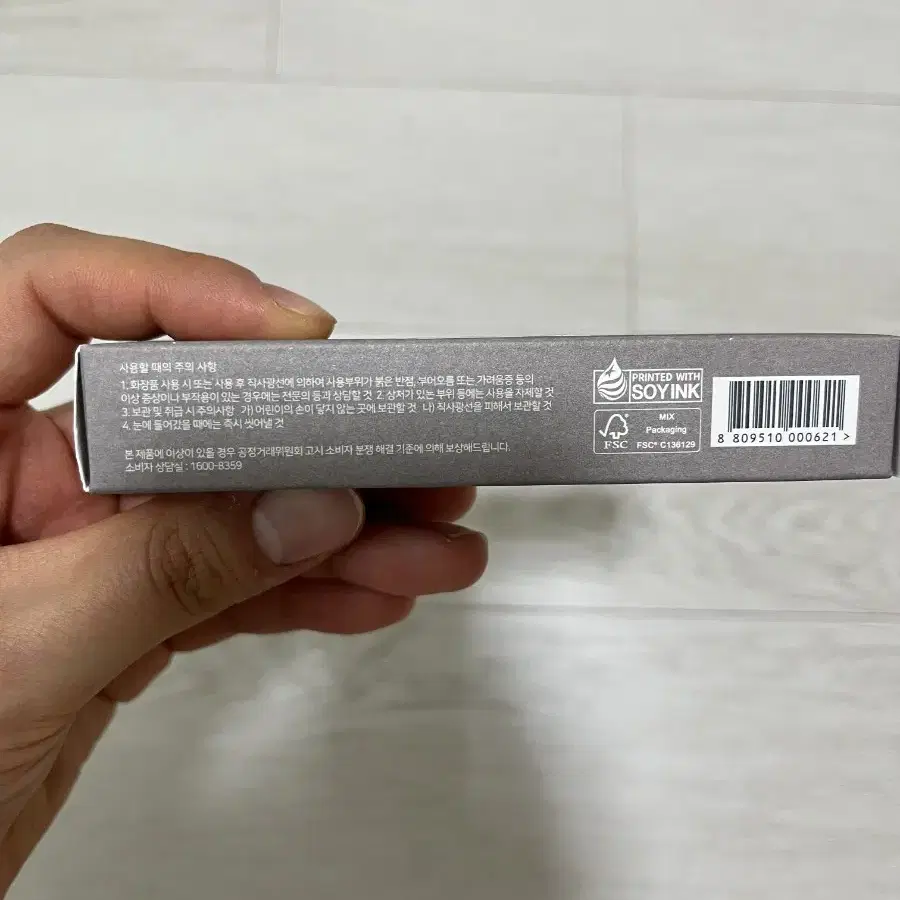 사용할 때의 주의 사항
1. 화장품 사용 시 또는 사용 후 직사광선에 의하여 사용부위가 붉은 반점, 부어오름 또는 가려움증 등의
이상 증상이나 부작용이 있는 경우에는 전문의 등과 상담할 것 2. 상처가 있는 부위 등에는 사용을 자제할 것
3. 보관 및 취급 시 주의사항 가) 어린이의 손이 닿지 않는 곳에 보관할 것 나) 직사광선을 피해서 보관할 것
4. 눈에 들어갔을 때에는 즉시 씻어낼 것
본 제품에 이상이 있을 경우 공정거래위원회 고시 소비자 분쟁 해결 기준에 의해 보상해드립니다.
소비자 상담실 : 1600-8359
PRINTED WITH
SOY INK
FSC
MIX
Packaging
FSC® C136129
8 809510 000621 >